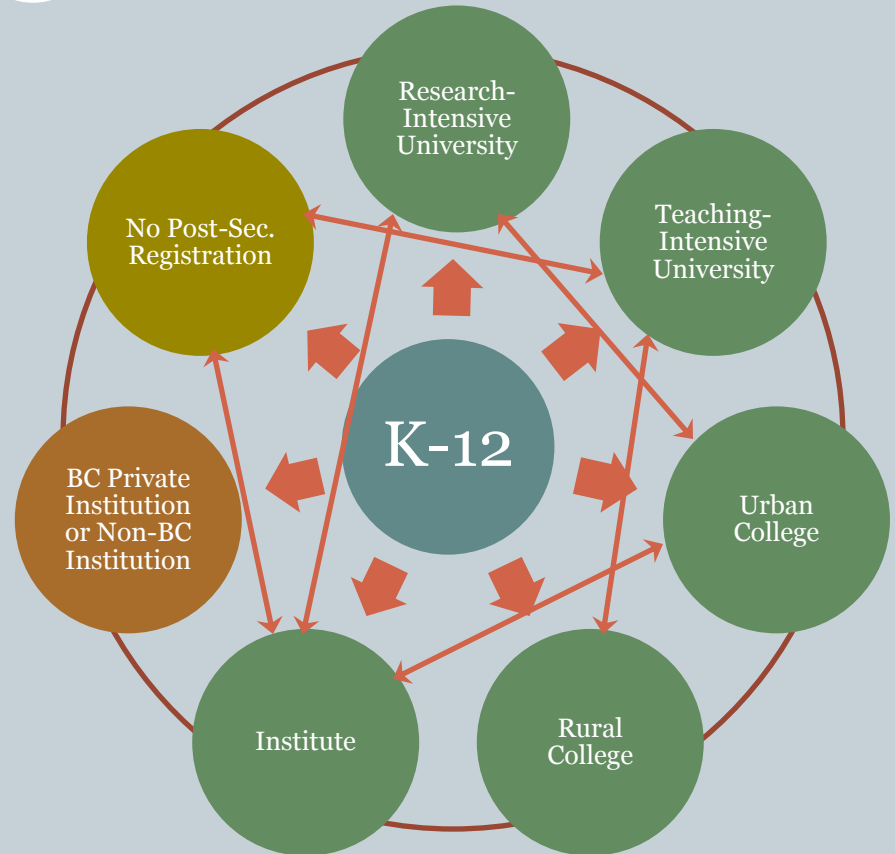 Research-
Intensive
University
No Post-Sec.
Registration
Teaching-
Intensive
University
K-12
BC Private
Institution
or Non-BC
Institution
Urban
College
Institute
Rural
College